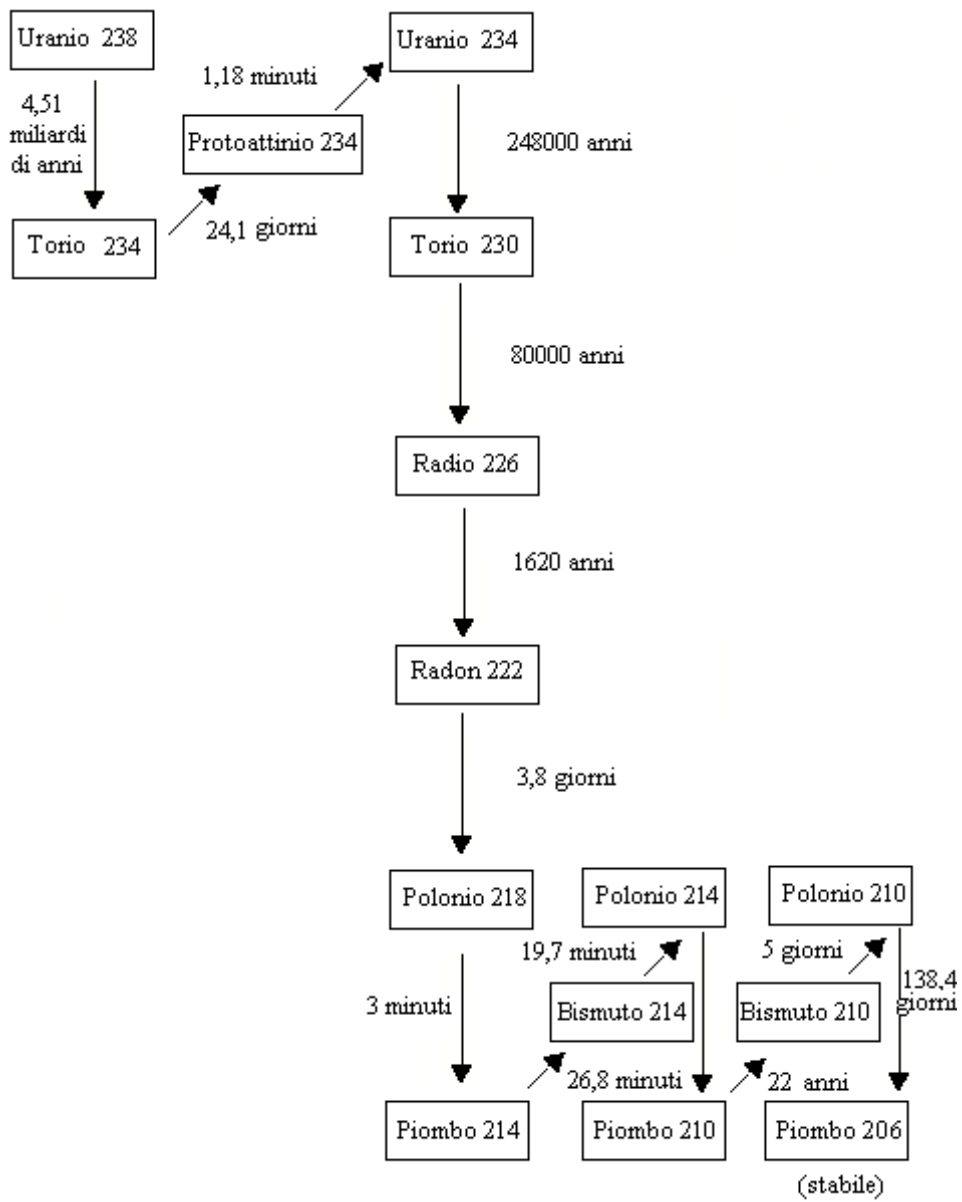 Uranio 238
Uranio 234
1,18 minuti
4,51
miliardi
di anni
Protoattinio 234
248000 anni
Torio 234
24,1 giorni
Torio 230
80000 anni
Radio 226
1620 anni
Radon 222
3,8 giorni
Polonio 218
Polonio 214
Polonio 210
19,7 minuti
5 giorni
138,4
giorni
3 minuti
Bismuto 214
Bismuto 210
26,8 minuti
22 anni
Piombo 214
Piombo 210
Piombo 206
(stabile)